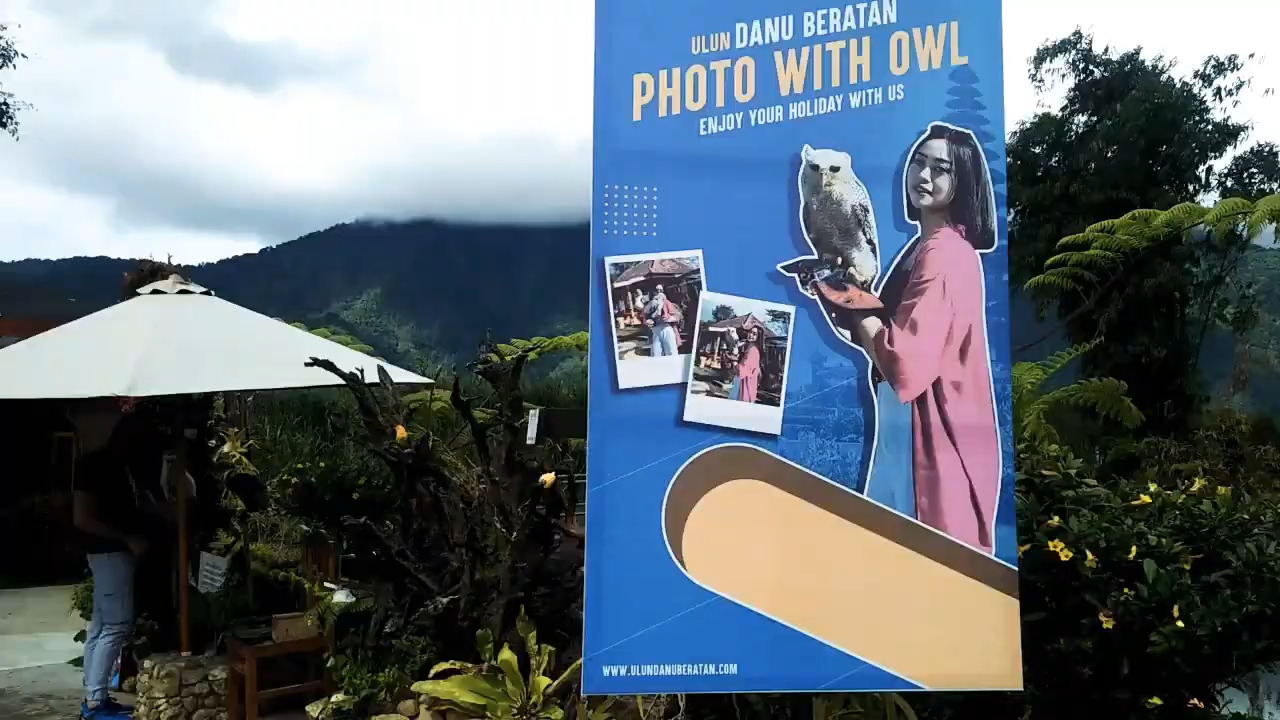 ULUN DANU BERATAN
PHOTO WITH OWL
ENJOY YOUR HOLIDAY WITH US
WWW.ULUNDANUBERATAN.COM